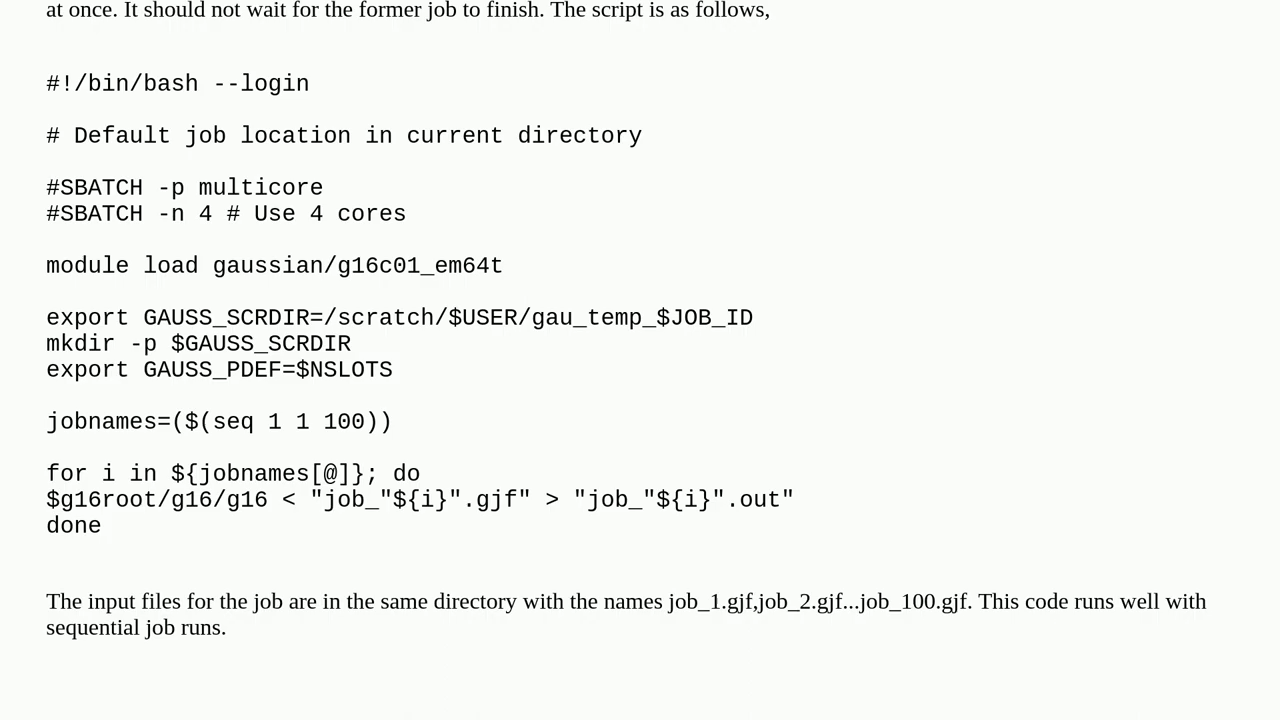 at once. It should not wait for the former job to finish. The script is as follows,
#!/bin/bash --login
# Default job location in current directory
#SBATCH -p multicore
#SBATCH -n 4 # Use 4 cores
module load gaussian/g16c01_em64t
export GAUSS_SCRDIR=/scratch/$USER/gau_temp_$JOB_ID
mkdir -p $GAUSS_SCRDIR
export GAUSS_PDEF=$NSLOTS
jobnames=($(seq 1 1 100))
for i in ${jobnames[@]}; do
$g16root/g16/g16 < "job_"${i}".gjf" > "job_"${i}".out"
done
The input files for the job are in the same directory with the names job_1.gjf,job_2.gjf...job_100.gjf. This code runs well with
sequential job runs.